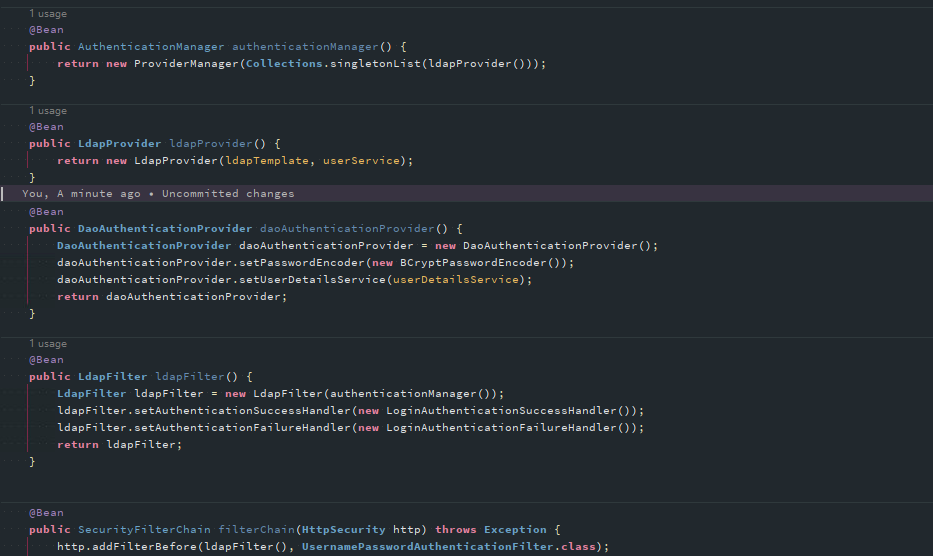 1 usage
@Bean
public AuthenticationManager authenticationManager() {
return new ProviderManager(Collections.singletonList(ldapProvider()));
}
1 usage
@Bean
public LdapProvider ldapProvider() {
return new LdapProvider(ldapTemplate, userService);
}
You, A minute ago • Uncommitted changes
@Bean
public DaoAuthenticationProvider daoAuthenticationProvider() {
DaoAuthenticationProvider daoAuthenticationProvider = new DaoAuthenticationProvider();
daoAuthenticationProvider.setPasswordEncoder(new BCryptPasswordEncoder());
daoAuthenticationProvider.setUserDetailsService(userDetailsService);
return daoAuthenticationProvider;
}
1 usage
@Bean
public LdapFilter ldapFilter() {
LdapFilter ldapFilter = new LdapFilter(authenticationManager());
ldapFilter.setAuthenticationSuccessHandler(new LoginAuthenticationSuccessHandler());
ldapFilter.setAuthenticationFailureHandler(new LoginAuthenticationFailureHandler());
return ldapFilter;
}
@Bean
public SecurityFilterChain filterChain(HttpSecurity http) throws Exception {
http.addFilterBefore(ldapFilter(), UsernamePasswordAuthenticationFilter.class);